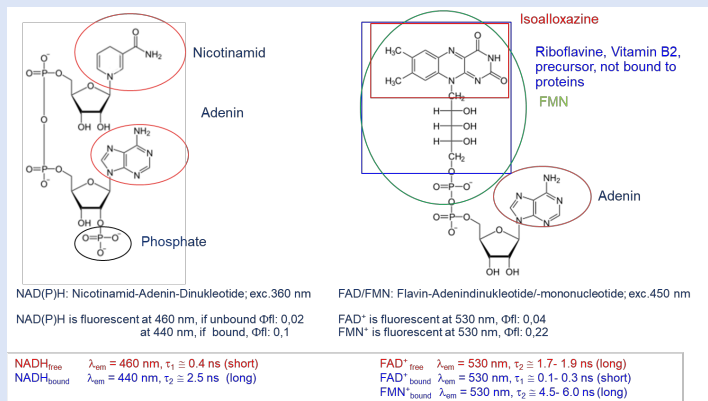 Isoalloxazine
Nicotinamid
Riboflavine, Vitamin B2,
precursor, not bound to
proteins
FMN
Adenin
Adenin
Phosphate
O
NH₂
N
O
O=P-O⁻
O
O
OH OH
O
O=P-O⁻
O
NH₂
N
N
N
N
O
OH O
O=P-O⁻
O⁻
H₃C
H₃C
N
O
NH
N
N
O
CH₂
H OH
H OH
H OH
CH₂
O
O=P-O⁻
O
O=P-O⁻
O
O
NH₂
N
N
N
N
OH OH
NAD(P)H: Nicotinamid-Adenin-Dinukleotide; exc.360 nm
NAD(P)H is fluorescent at 460 nm, if unbound Φfl: 0,02
at 440 nm, if bound, Φfl: 0,1
FAD/FMN: Flavin-Adenindinukleotide/-mononucleotide; exc.450 nm
FAD⁺ is fluorescent at 530 nm, Φfl: 0,04
FMN⁺ is fluorescent at 530 nm, Φfl: 0,22
NADHfree λem = 460 nm, τ₁ ≅ 0.4 ns (short)
NADHbound λem = 440 nm, τ₂ ≅ 2.5 ns (long)
FAD⁺free λem = 530 nm, τ₂ ≅ 1.7- 1.9 ns (long)
FAD⁺bound λem = 530 nm, τ₁ ≅ 0.1- 0.3 ns (short)
FMN⁺bound λem = 530 nm, τ₂ ≅ 4.5- 6.0 ns (long)